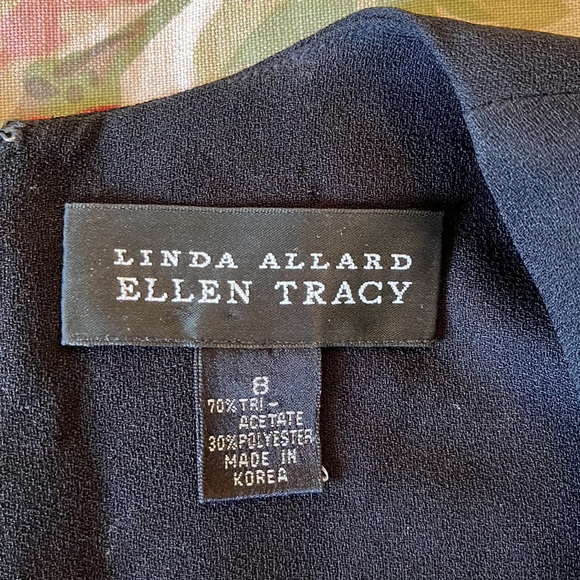 LINDA ALLARD
ELLEN TRACY
8
70% TRI-
ACETATE
30% POLYESTER
MADE IN
KOREA